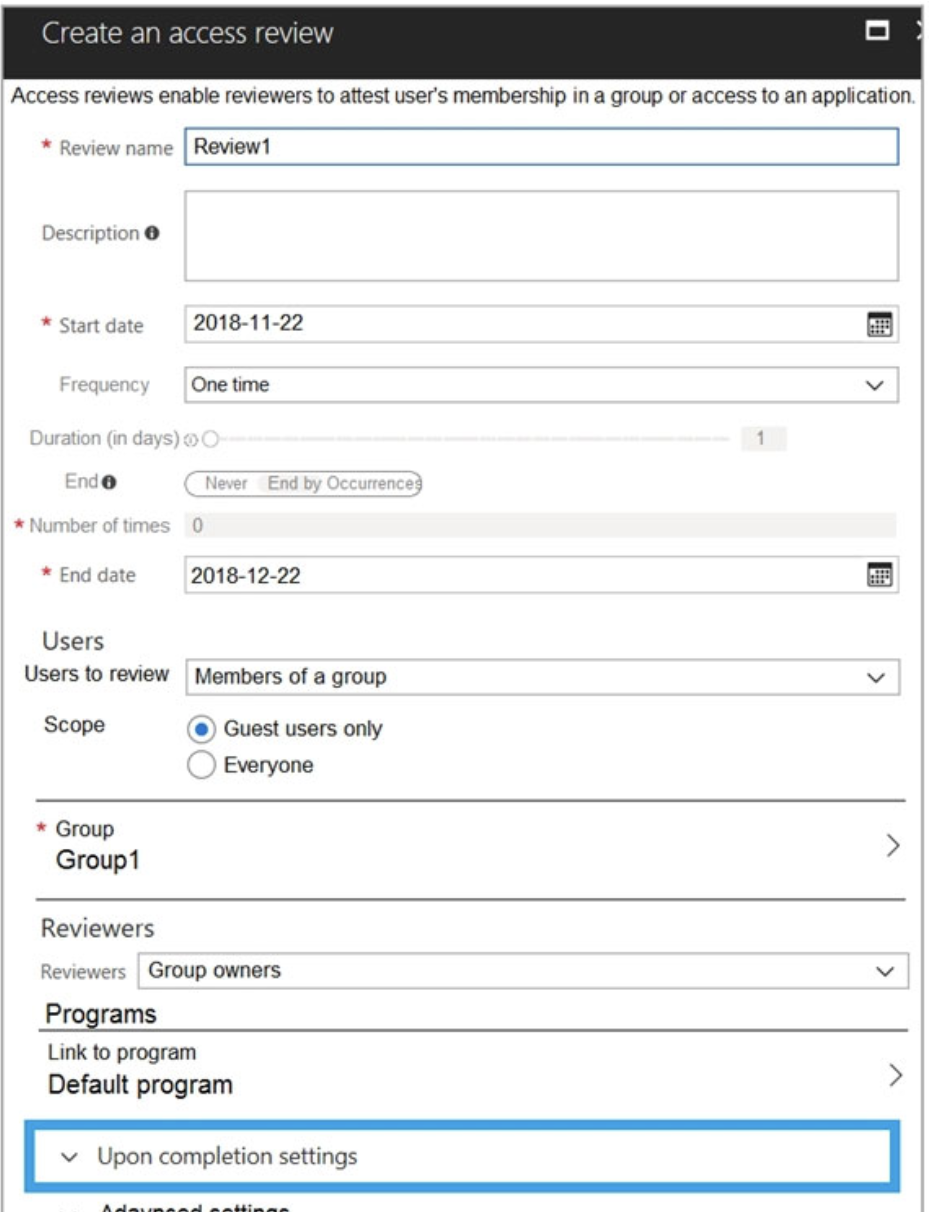 Create an access review
Access reviews enable reviewers to attest user's membership in a group or access to an application.
* Review name Review1
Description
* Start date 2018-11-22
Frequency One time
Duration (in days) 1
End Never End by Occurrences
* Number of times 0
* End date 2018-12-22
Users
Users to review Members of a group
Scope Guest users only
Everyone
* Group
Group1
Reviewers
Reviewers Group owners
Programs
Link to program
Default program
Upon completion settings
Adavnsed settings